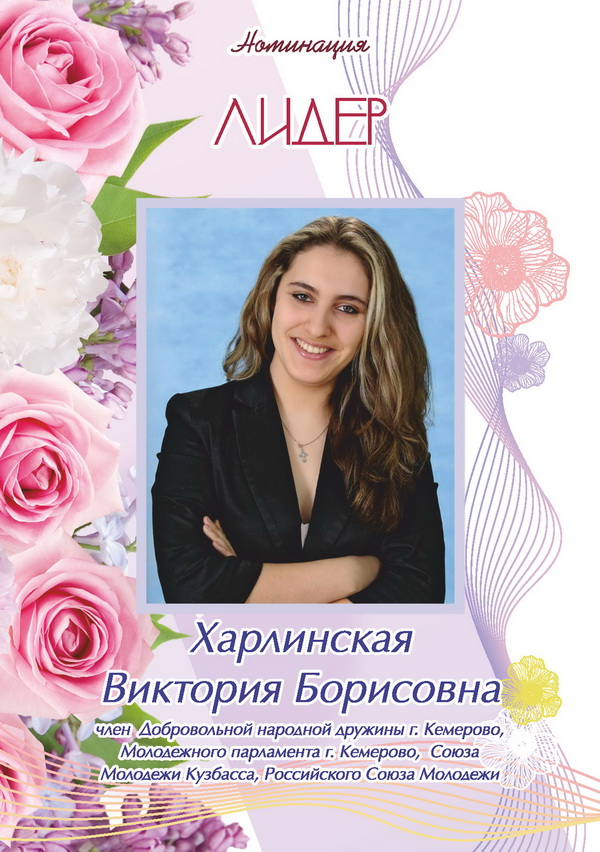 Номинация
ЛИДЕР
Харлинская
Виктория Борисовна
член Добровольной народной дружины г. Кемерово,
Молодежного парламента г. Кемерово, Союза
Молодежи Кузбасса, Российского Союза Молодежи